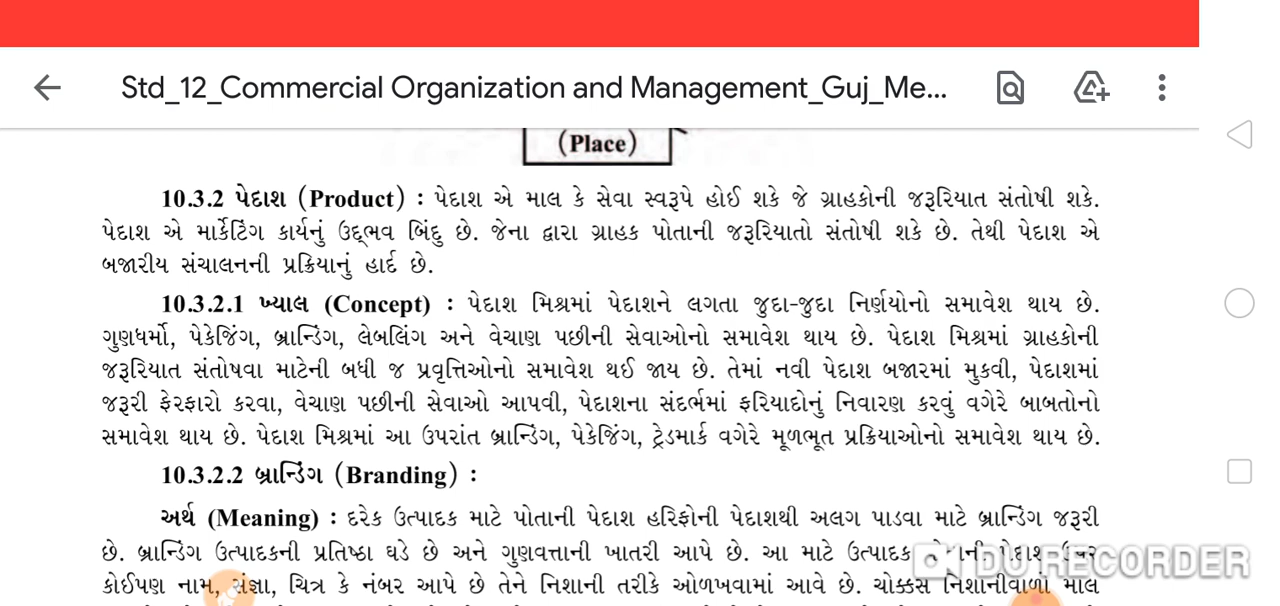 Std_12_Commercial Organization and Management_Guj_Me...
(Place)
10.3.2 પેદાશ (Product) : પેદાશ એ માલ કે સેવા સ્વરૂપે હોઈ શકે જે ગ્રાહકોની જરૂરિયાત સંતોષી શકે.
પેદાશ એ માર્કેટિંગ કાર્યનું ઉદ્ભવ બિંદુ છે. જેના દ્વારા ગ્રાહક પોતાની જરૂરિયાતો સંતોષી શકે છે. તેથી પેદાશ એ
બજારીય સંચાલનની પ્રક્રિયાનું હાર્દ છે.
10.3.2.1 ખ્યાલ (Concept) : પેદાશ મિશ્રમાં પેદાશને લગતા જુદા-જુદા નિર્ણયોનો સમાવેશ થાય છે.
ગુણધર્મો, પેકેજિંગ, બ્રાન્ડિંગ, લેબલિંગ અને વેચાણ પછીની સેવાઓનો સમાવેશ થાય છે. પેદાશ મિશ્રમાં ગ્રાહકોની
જરૂરિયાત સંતોષવા માટેની બધી જ પ્રવૃત્તિઓનો સમાવેશ થઈ જાય છે. તેમાં નવી પેદાશ બજારમાં મુકવી, પેદાશમાં
જરૂરી ફેરફારો કરવા, વેચાણ પછીની સેવાઓ આપવી, પેદાશના સંદર્ભમાં ફરિયાદોનું નિવારણ કરવું વગેરે બાબતોનો
સમાવેશ થાય છે. પેદાશ મિશ્રમાં આ ઉપરાંત બ્રાન્ડિંગ, પેકેજિંગ, ટ્રેડમાર્ક વગેરે મૂળભૂત પ્રક્રિયાઓનો સમાવેશ થાય છે.
10.3.2.2 બ્રાન્ડિંગ (Branding) :
અર્થ (Meaning) : દરેક ઉત્પાદક માટે પોતાની પેદાશ હરિફોની પેદાશથી અલગ પાડવા માટે બ્રાન્ડિંગ જરૂરી
છે. બ્રાન્ડિંગ ઉત્પાદકની પ્રતિષ્ઠા ઘડે છે અને ગુણવત્તાની ખાતરી આપે છે. આ માટે ઉત્પાદક
DU RECORDER
કોઈપણ નામ, સંજ્ઞા, ચિત્ર કે નંબર આપે છે તેને નિશાની તરીકે ઓળખવામાં આવે છે. ચોક્કસ નિશાનીવાળો માલ